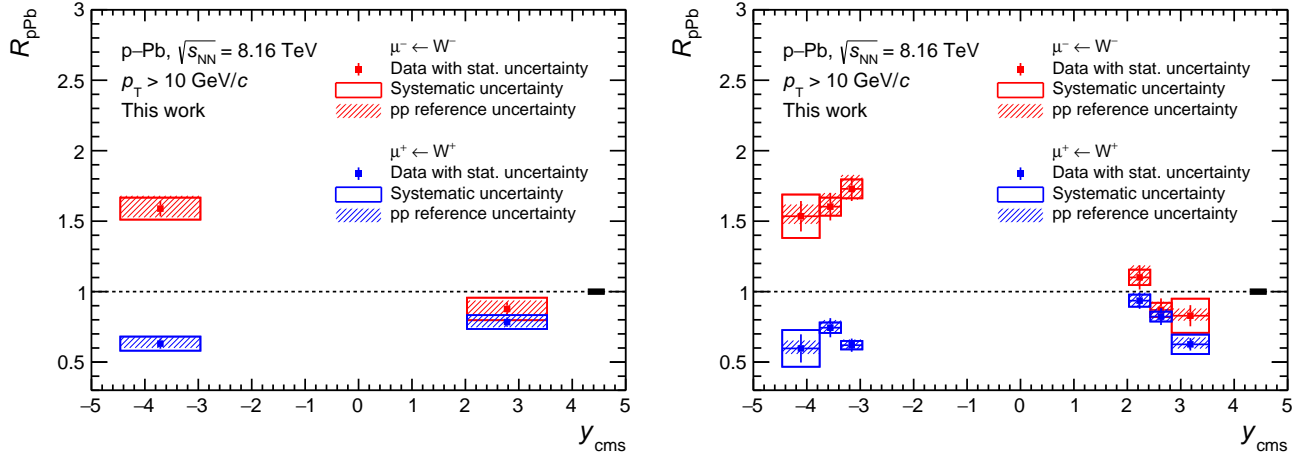 R_pPb
3
2.5
2
1.5
1
0.5
p–Pb, √s_NN = 8.16 TeV
p_T > 10 GeV/c
This work
μ⁻ ← W⁻
Data with stat. uncertainty
Systematic uncertainty
pp reference uncertainty
μ⁺ ← W⁺
Data with stat. uncertainty
Systematic uncertainty
pp reference uncertainty
−5 −4 −3 −2 −1 0 1 2 3 4 5
y_cms
R_pPb
3
2.5
2
1.5
1
0.5
p–Pb, √s_NN = 8.16 TeV
p_T > 10 GeV/c
This work
μ⁻ ← W⁻
Data with stat. uncertainty
Systematic uncertainty
pp reference uncertainty
μ⁺ ← W⁺
Data with stat. uncertainty
Systematic uncertainty
pp reference uncertainty
−5 −4 −3 −2 −1 0 1 2 3 4 5
y_cms